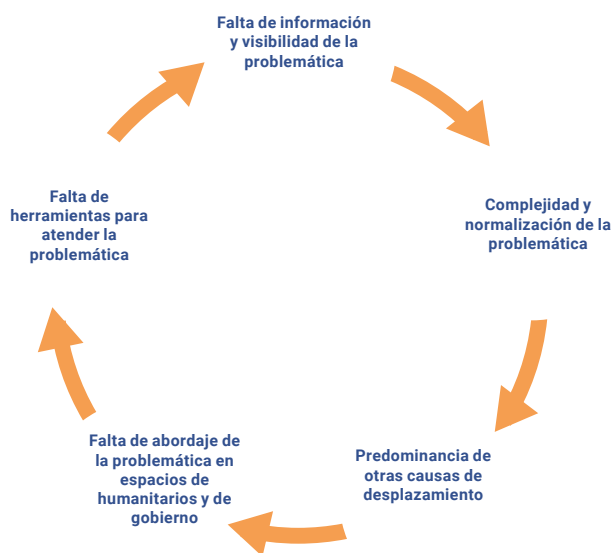 Falta de información
y visibilidad de la
problemática
Complejidad y
normalización de la
problemática
Predominancia de
otras causas de
desplazamiento
Falta de abordaje de
la problemática en
espacios de
humanitarios y de
gobierno
Falta de
herramientas para
atender la
problemática